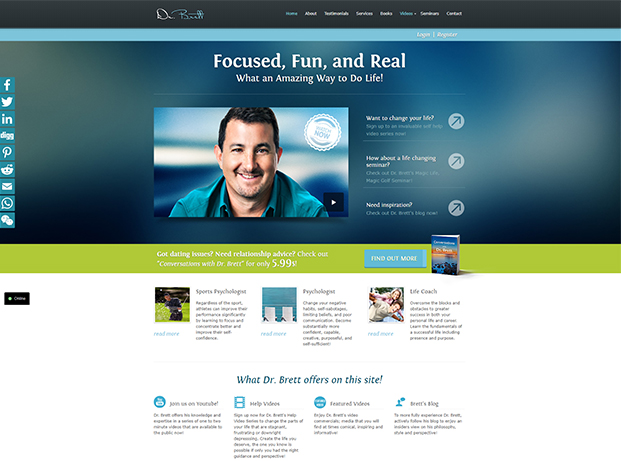 Dr. Brett
Home About Testimonials Services Books Videos Seminars Contact
Login | Register
Focused, Fun, and Real
What an Amazing Way to Do Life!
WATCH
NOW
Want to change your life?
Sign up to an invaluable self help
video series now!
How about a life changing
seminar?
Check out Dr. Brett's Magic Life,
Magic Golf Seminar!
Need inspiration?
Check out Dr. Brett's blog now!
digg
Got dating issues? Need relationship advice? Check out
"Conversations with Dr. Brett" for only 5.99$!
FIND OUT MORE
Conversations
Dr. Brett
Online
Sports Psychologist
Regardless of the sport,
athletes can improve their
performance significantly
by learning to focus and
concentrate better and
improve their self-
confidence.
read more
Psychologist
Change your negative
habits, self-sabotages,
limiting beliefs, and poor
communication. Become
substantially more
confident, capable,
creative, purposeful, and
self-sufficient!
read more
Life Coach
Overcome the blocks and
obstacles to greater
success in both your
personal life and career.
Learn the fundamentals of
a successful life including
presence and purpose.
read more
What Dr. Brett offers on this site!
Join us on Youtube!
Dr. Brett offers his knowledge and
expertise in a series of one to two
minute videos that are available to
the public now!
Help Videos
Sign up now for Dr. Brett's Help
Video Series to change the parts of
your life that are stagnant,
frustrating or downright
depressing. Create the life you
deserve, the one you know is
possible if only you had the right
guidance and perspective!
Featured Videos
Enjoy Dr. Brett's video
commercials; media that you will
find at times comical, inspiring and
informative!
Brett's Blog
To more fully experience Dr. Brett,
actively follow his blog to enjoy an
insiders view on his philosophy,
style and perspective!